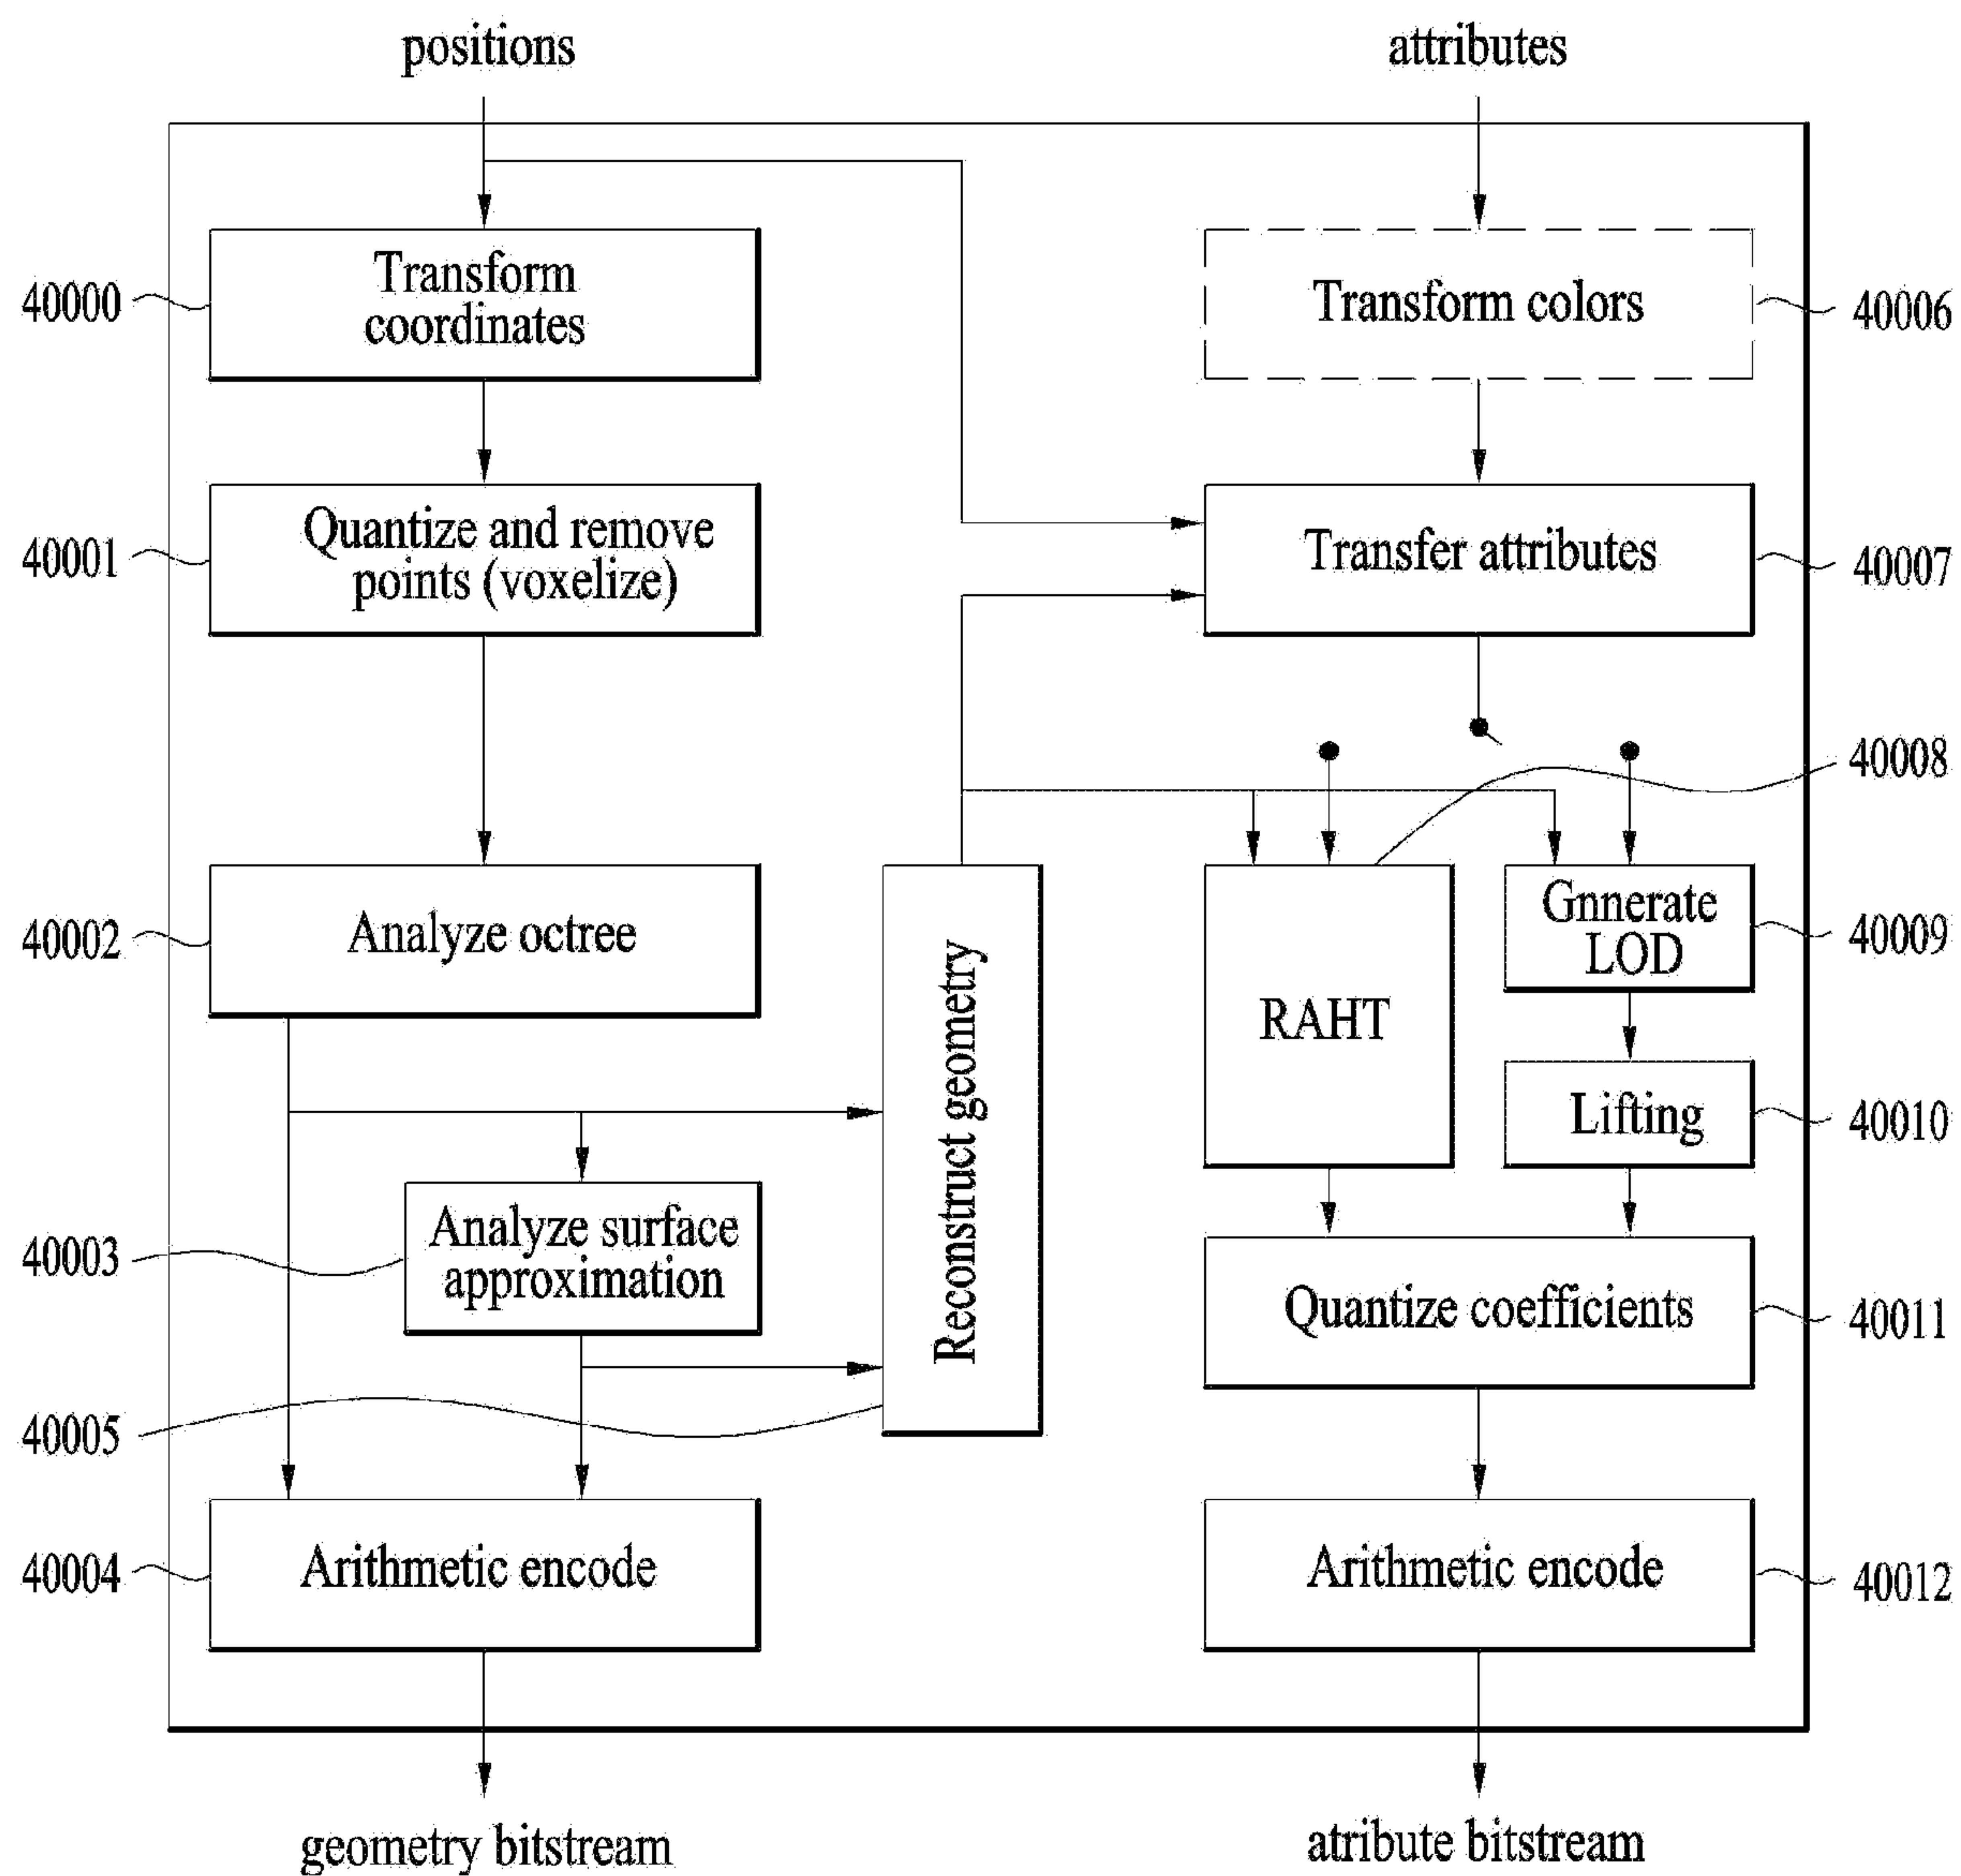 positions
attributes
Transform
coordinates
40000
Transform colors
40006
Quantize and remove
points (voxelize)
40001
Transfer attributes
40007
40008
Analyze octree
40002
Reconstruct geometry
RAHT
Gnnerate
LOD
40009
Lifting
40010
Analyze surface
approximation
40003
Quantize coefficients
40011
40005
Arithmetic encode
40004
Arithmetic encode
40012
geometry bitstream
atribute bitstream